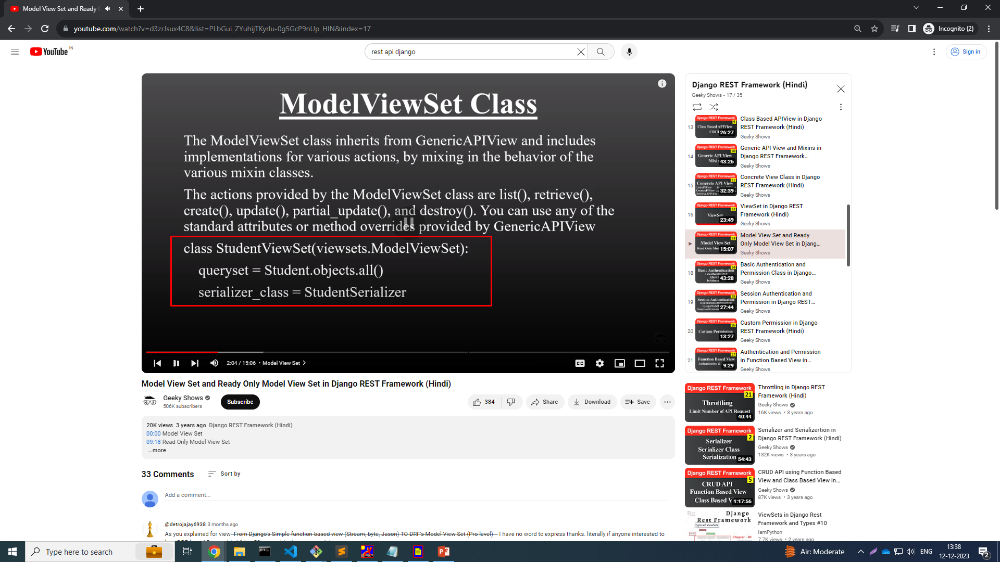 Model View Set and Ready
youtube.com/watch?v=d3zrJsux4C8&list=PLbGui_ZYuhijTKyrlu-0g5GcP9nUp_HlN&index=17
Incognito (2)
YouTube IN
rest api django
Sign in
ModelViewSet Class
The ModelViewSet class inherits from GenericAPIView and includes
implementations for various actions, by mixing in the behavior of the
various mixin classes.
The actions provided by the ModelViewSet class are list(), retrieve(),
create(), update(), partial_update(), and destroy(). You can use any of the
standard attributes or method overrides provided by GenericAPIView
class StudentViewSet(viewsets.ModelViewSet):
queryset = Student.objects.all()
serializer_class = StudentSerializer
2:04 / 15:06 • Model View Set
CC
Model View Set and Ready Only Model View Set in Django REST Framework (Hindi)
Geeky Shows
506K subscribers
Subscribe
384
Share
Download
Save
20K views 3 years ago Django REST Framework (Hindi)
00:00 Model View Set
09:18 Read Only Model View Set
...more
33 Comments
Sort by
Add a comment...
@detrojajay6938 3 months ago
As you explained for view From Django's Simple function based view (Stream, byte, Jason) TO DRF's Model View Set (Pro level) I have no word to express thanks. literally if anyone interested to
Django REST Framework (Hindi)
Geeky Shows - 17 / 35
13
Django REST Framework
9
Class Based APIView
26:27
Class Based APIView in Django
REST Framework (Hindi)
Geeky Shows
14
Django REST Framework
10
Generic API View
43:26
Generic API View and Mixins in
Django REST Framework...
Geeky Shows
15
Django REST Framework
11
Concrete API View
32:39
Concrete View Class in Django
REST Framework (Hindi)
Geeky Shows
16
Django REST Framework
12
ViewSet
23:49
ViewSet in Django REST
Framework (Hindi)
Geeky Shows
Django REST Framework
13
Model View Set
15:07
Model View Set and Ready
Only Model View Set in Djang...
Geeky Shows
18
Django REST Framework
14
Basic Authentication
43:28
Basic Authentication and
Permission Class in Django...
Geeky Shows
19
Django REST Framework
15
Session Authentication
27:44
Session Authentication and
Permission in Django REST...
Geeky Shows
20
Django REST Framework
16
Custom Permission
13:27
Custom Permission in Django
REST Framework (Hindi)
Geeky Shows
21
Django REST Framework
17
Function Based View
9:29
Authentication and Permission
in Function Based View in...
Geeky Shows
Django REST Framework
21
Throttling
Limit Number of API Request
40:44
Throttling in Django REST
Framework (Hindi)
Geeky Shows
16K views • 3 years ago
Django REST Framework
2
Serializer
Serializer Class
Serialization
54:43
Serializer and Serializertion in
Django REST Framework (Hindi)
Geeky Shows
132K views • 3 years ago
Django REST Framework
5
CRUD API
Function Based View
Class Based
1:17:56
CRUD API using Function Based
View and Class Based View in...
Geeky Shows
87K views • 3 years ago
Django
Rest Framework
Types of ViewSets
Chapter - 10
ViewSets in Django Rest
Framework and Types #10
IamPython
7.7K views • 2 years ago
Type here to search
Air: Moderate
ENG
13:38
12-12-2023
2